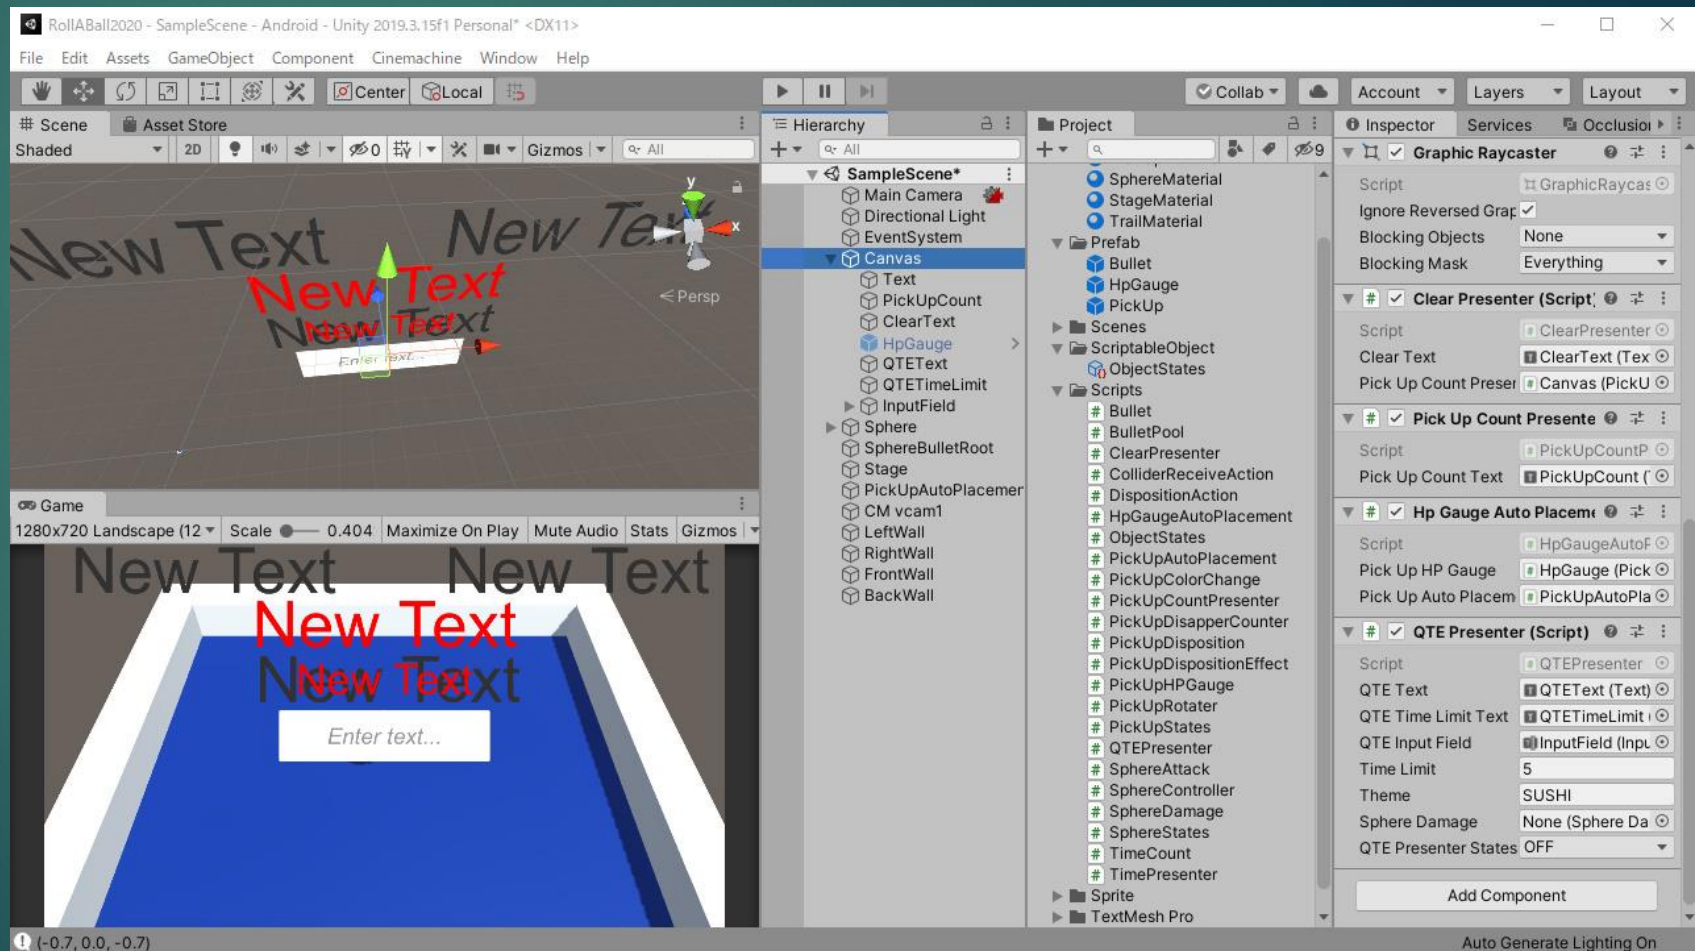 RollABall2020 - SampleScene - Android - Unity 2019.3.15f1 Personal* <DX11>
File Edit Assets GameObject Component Cinemachine Window Help
Center Local Collab Account Layers Layout
Scene Asset Store
Shaded 2D 0 Gizmos All
New Text New Text
New Text
New Text
New Text
Enter text...
y
x
Persp
Game
1280x720 Landscape (12 Scale 0.404 Maximize On Play Mute Audio Stats Gizmos
New Text New Text
New Text
New Text
New Text
Enter text...
(-0.7, 0.0, -0.7)
Hierarchy
All
SampleScene*
Main Camera
Directional Light
EventSystem
Canvas
Text
PickUpCount
ClearText
HpGauge
QTEText
QTETimeLimit
InputField
Sphere
SphereBulletRoot
Stage
PickUpAutoPlacemer
CM vcam1
LeftWall
RightWall
FrontWall
BackWall
Project
9
SphereMaterial
StageMaterial
TrailMaterial
Prefab
Bullet
HpGauge
PickUp
Scenes
ScriptableObject
ObjectStates
Scripts
Bullet
BulletPool
ClearPresenter
ColliderReceiveAction
DispositionAction
HpGaugeAutoPlacement
ObjectStates
PickUpAutoPlacement
PickUpColorChange
PickUpCountPresenter
PickUpDisapperCounter
PickUpDisposition
PickUpDispositionEffect
PickUpHPGauge
PickUpRotater
PickUpStates
QTEPresenter
SphereAttack
SphereController
SphereDamage
SphereStates
TimeCount
TimePresenter
Sprite
TextMesh Pro
Inspector Services Occlusion
Graphic Raycaster
Script GraphicRaycas
Ignore Reversed Grap
Blocking Objects None
Blocking Mask Everything
Clear Presenter (Script)
Script ClearPresenter
Clear Text ClearText (Tex
Pick Up Count Preser Canvas (PickU
Pick Up Count Presente
Script PickUpCountP
Pick Up Count Text PickUpCount (T
Hp Gauge Auto Placeme
Script HpGaugeAutoP
Pick Up HP Gauge HpGauge (Pick
Pick Up Auto Placem PickUpAutoPla
QTE Presenter (Script)
Script QTEPresenter
QTE Text QTEText (Text)
QTE Time Limit Text QTETimeLimit (
QTE Input Field InputField (Inpu
Time Limit 5
Theme SUSHI
Sphere Damage None (Sphere Da
QTE Presenter States OFF
Add Component
Auto Generate Lighting On